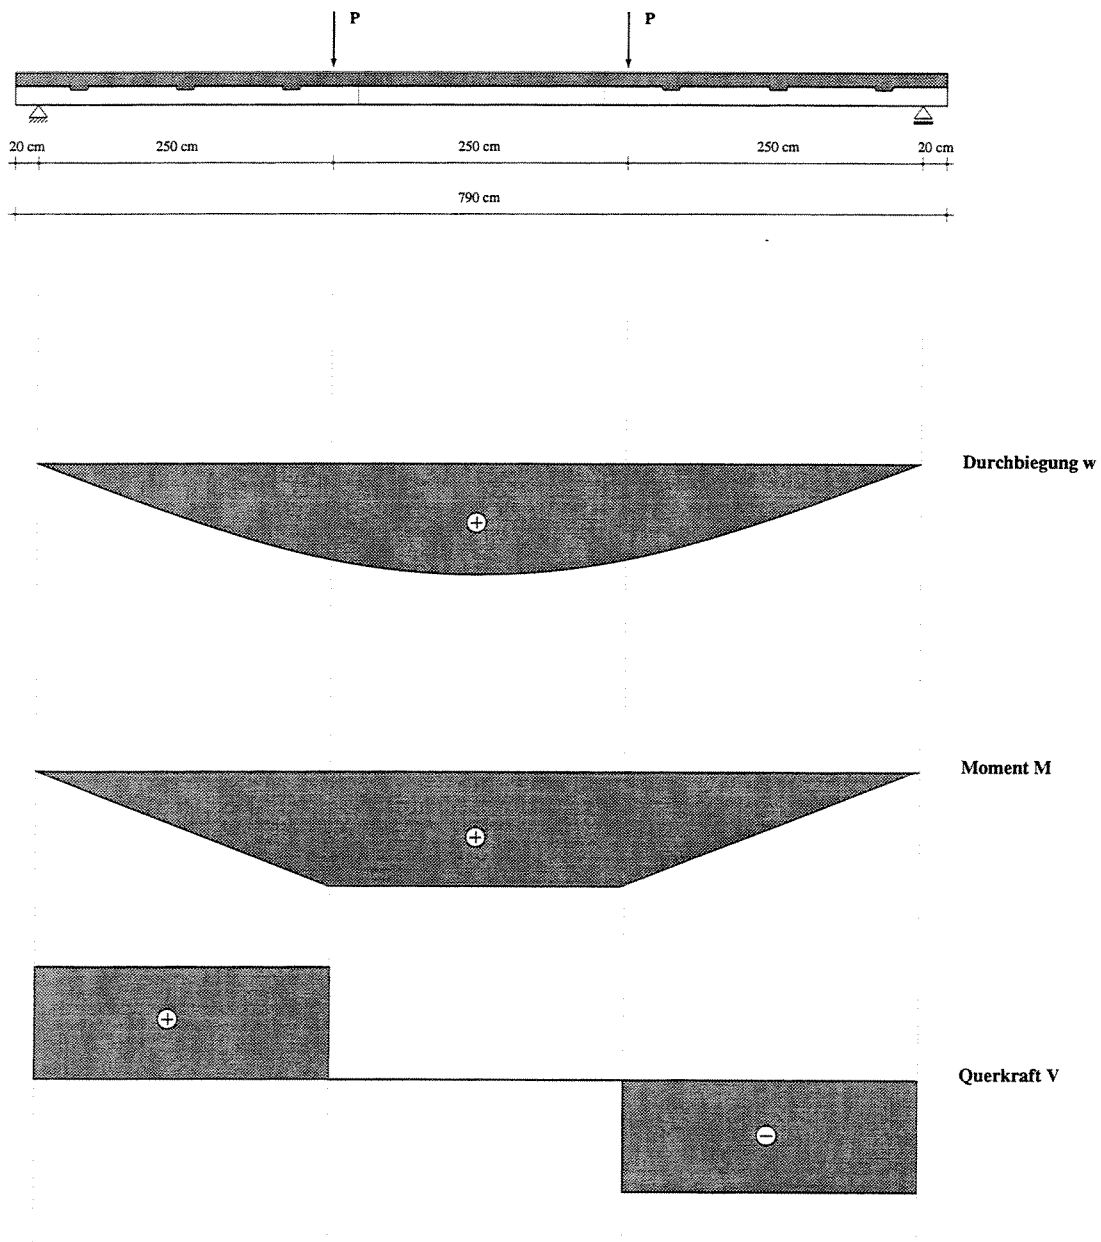 P P
20 cm 250 cm 250 cm 250 cm 20 cm
790 cm
Durchbiegung w
+
Moment M
+
+
Querkraft V
−